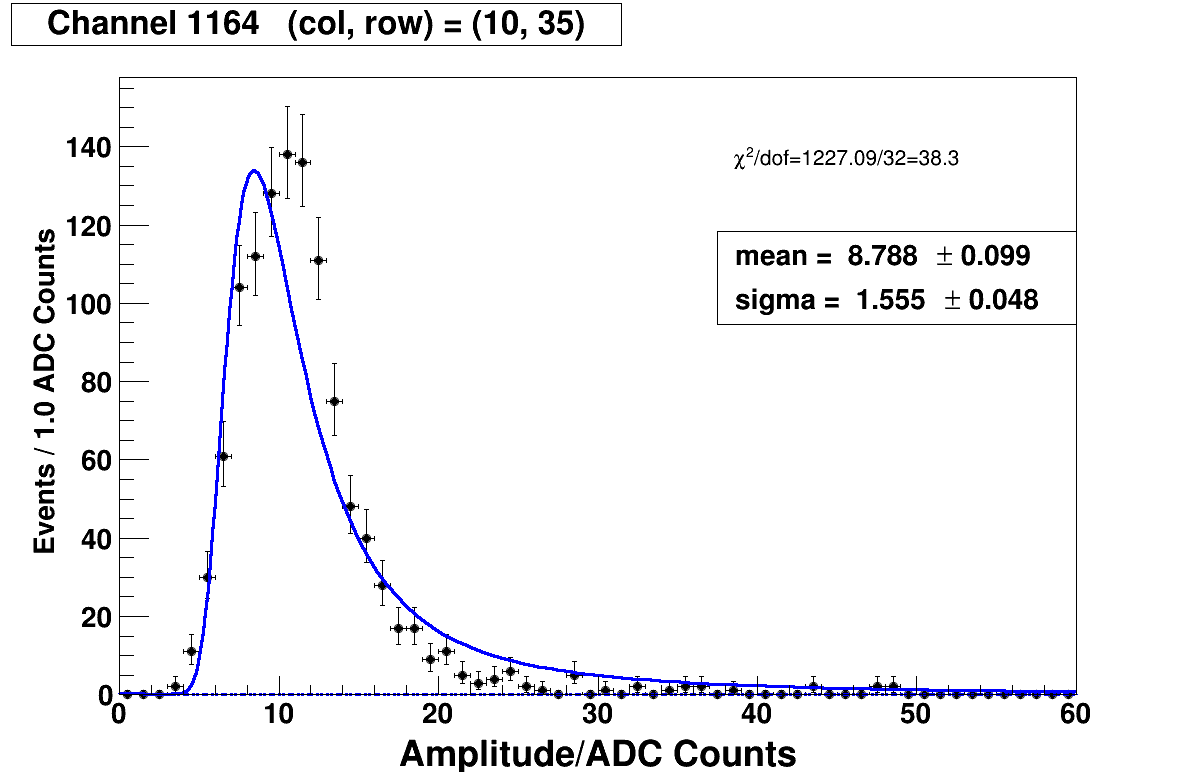 Channel 1164 (col, row) = (10, 35)
χ²/dof=1227.09/32=38.3
mean = 8.788 ± 0.099
sigma = 1.555 ± 0.048
Events / 1.0 ADC Counts
140
120
100
80
60
40
20
0
0 10 20 30 40 50 60
Amplitude/ADC Counts